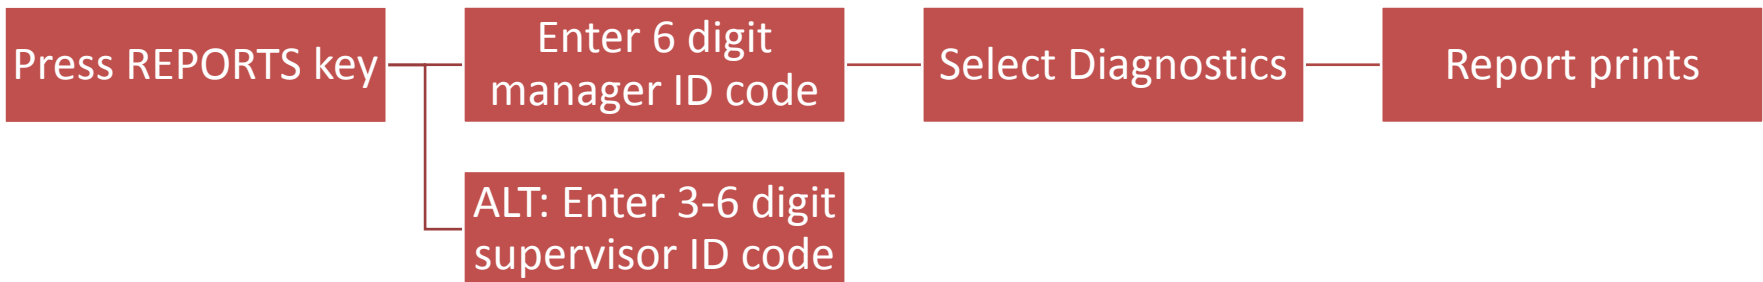 Press REPORTS key
Enter 6 digit
manager ID code
Select Diagnostics
Report prints
ALT: Enter 3-6 digit
supervisor ID code